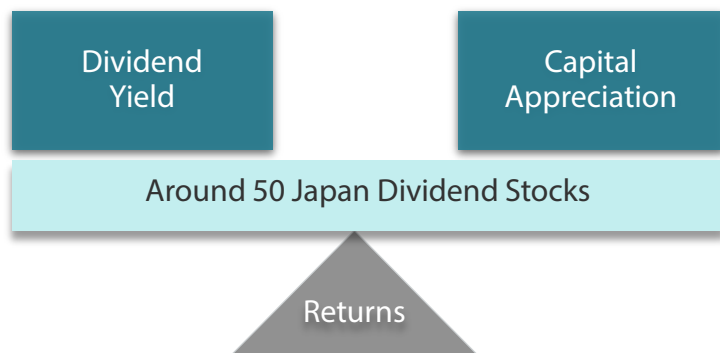 Dividend
Yield
Capital
Appreciation
Around 50 Japan Dividend Stocks
Returns